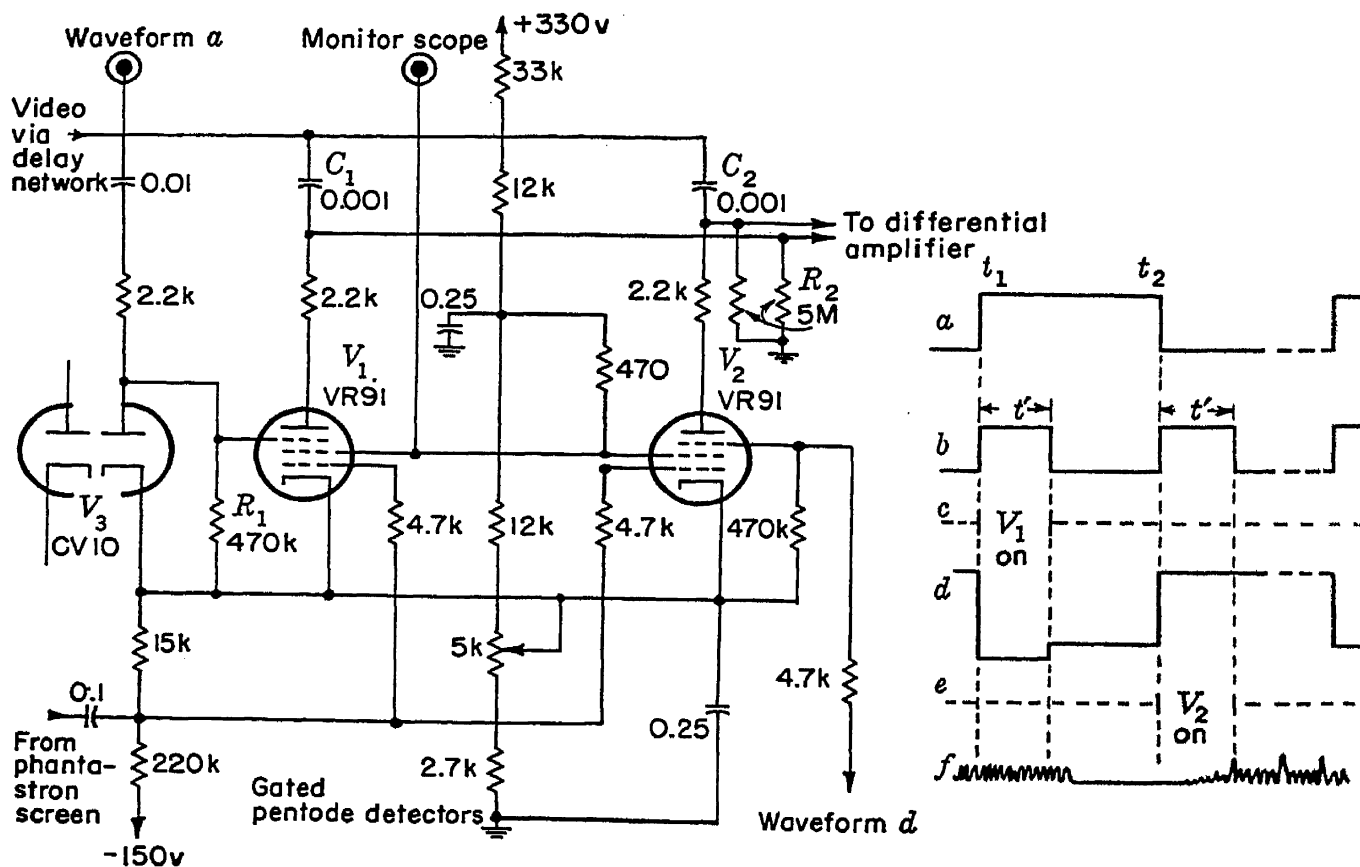 Waveform a
Monitor scope
+330v
33k
Video
via
delay
network
0.01
C1
0.001
12k
C2
0.001
To differential
amplifier
2.2k
2.2k
0.25
2.2k
R2
5M
V1.
VR91
470
V2
VR91
V3
CV10
R1
470k
4.7k
12k
4.7k
470k
15k
5k
4.7k
0.1
0.25
From
phanta-
stron
screen
220k
2.7k
Gated
pentode detectors
Waveform d
-150v
t1
t2
a
t'
t'
b
c
V1
on
d
e
V2
on
f